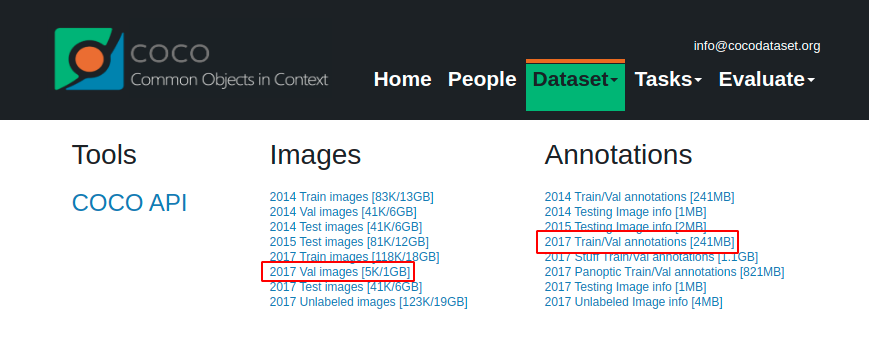 info@cocodataset.org
COCO
Common Objects in Context
Home People Dataset Tasks Evaluate
Tools
COCO API
Images
2014 Train images [83K/13GB]
2014 Val images [41K/6GB]
2014 Test images [41K/6GB]
2015 Test images [81K/12GB]
2017 Train images [118K/18GB]
2017 Val images [5K/1GB]
2017 Test images [41K/6GB]
2017 Unlabeled images [123K/19GB]
Annotations
2014 Train/Val annotations [241MB]
2014 Testing Image info [1MB]
2015 Testing Image info [2MB]
2017 Train/Val annotations [241MB]
2017 Stuff Train/Val annotations [1.1GB]
2017 Panoptic Train/Val annotations [821MB]
2017 Testing Image info [1MB]
2017 Unlabeled Image info [4MB]